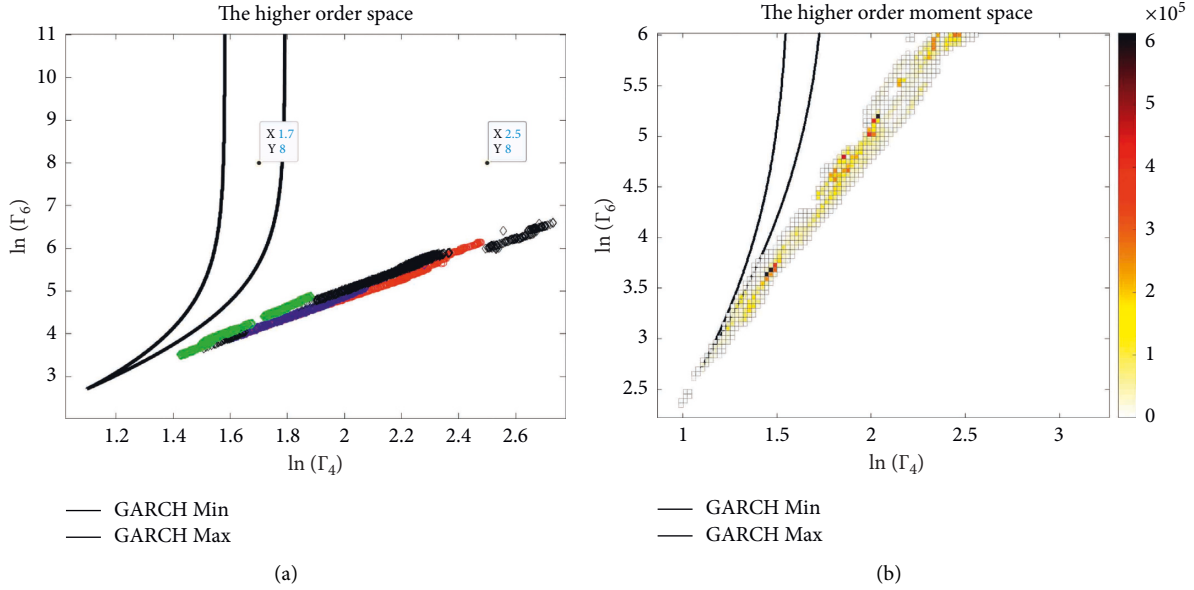 The higher order space
11
10
9
8
7
6
5
4
3
ln (Γ6)
X 1.7
Y 8
X 2.5
Y 8
1.2 1.4 1.6 1.8 2 2.2 2.4 2.6
ln (Γ4)
GARCH Min
GARCH Max
(a)
The higher order moment space
6
5.5
5
4.5
4
3.5
3
2.5
ln (Γ6)
1 1.5 2 2.5 3
ln (Γ4)
×10⁵
6
5
4
3
2
1
0
GARCH Min
GARCH Max
(b)